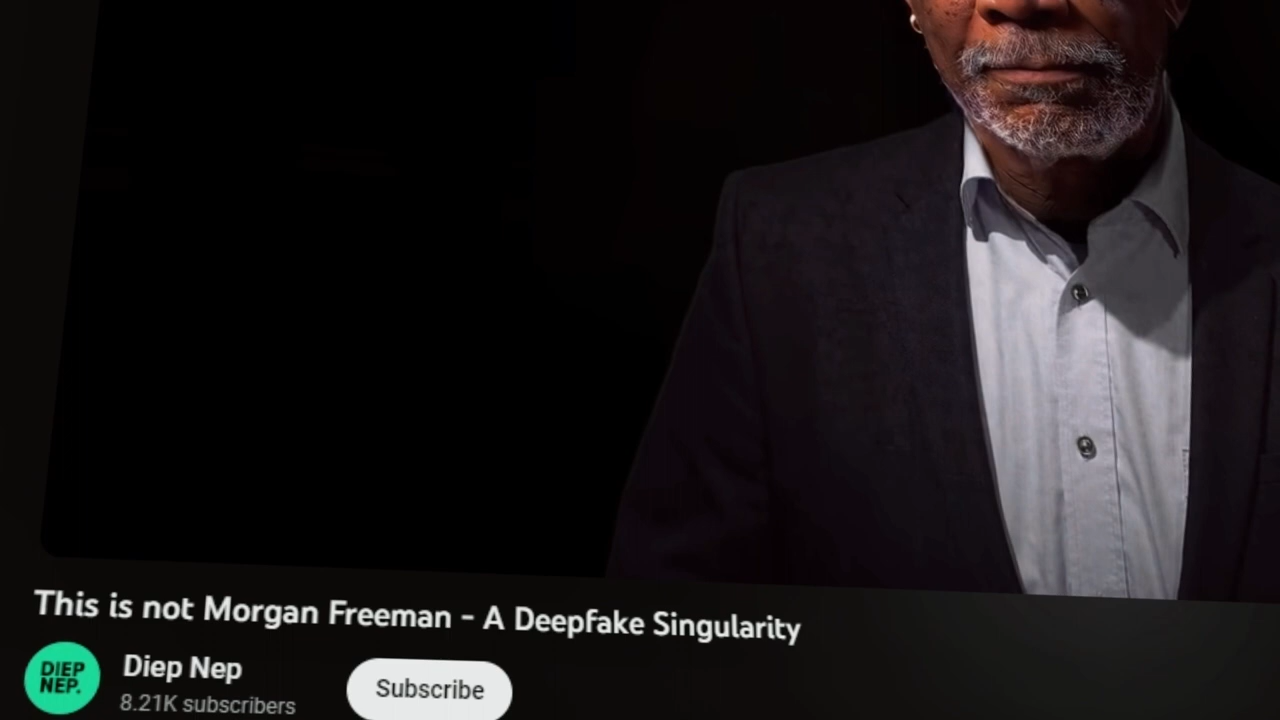 This is not Morgan Freeman - A Deepfake Singularity
DIEP
NEP.
Diep Nep
8.21K subscribers
Subscribe